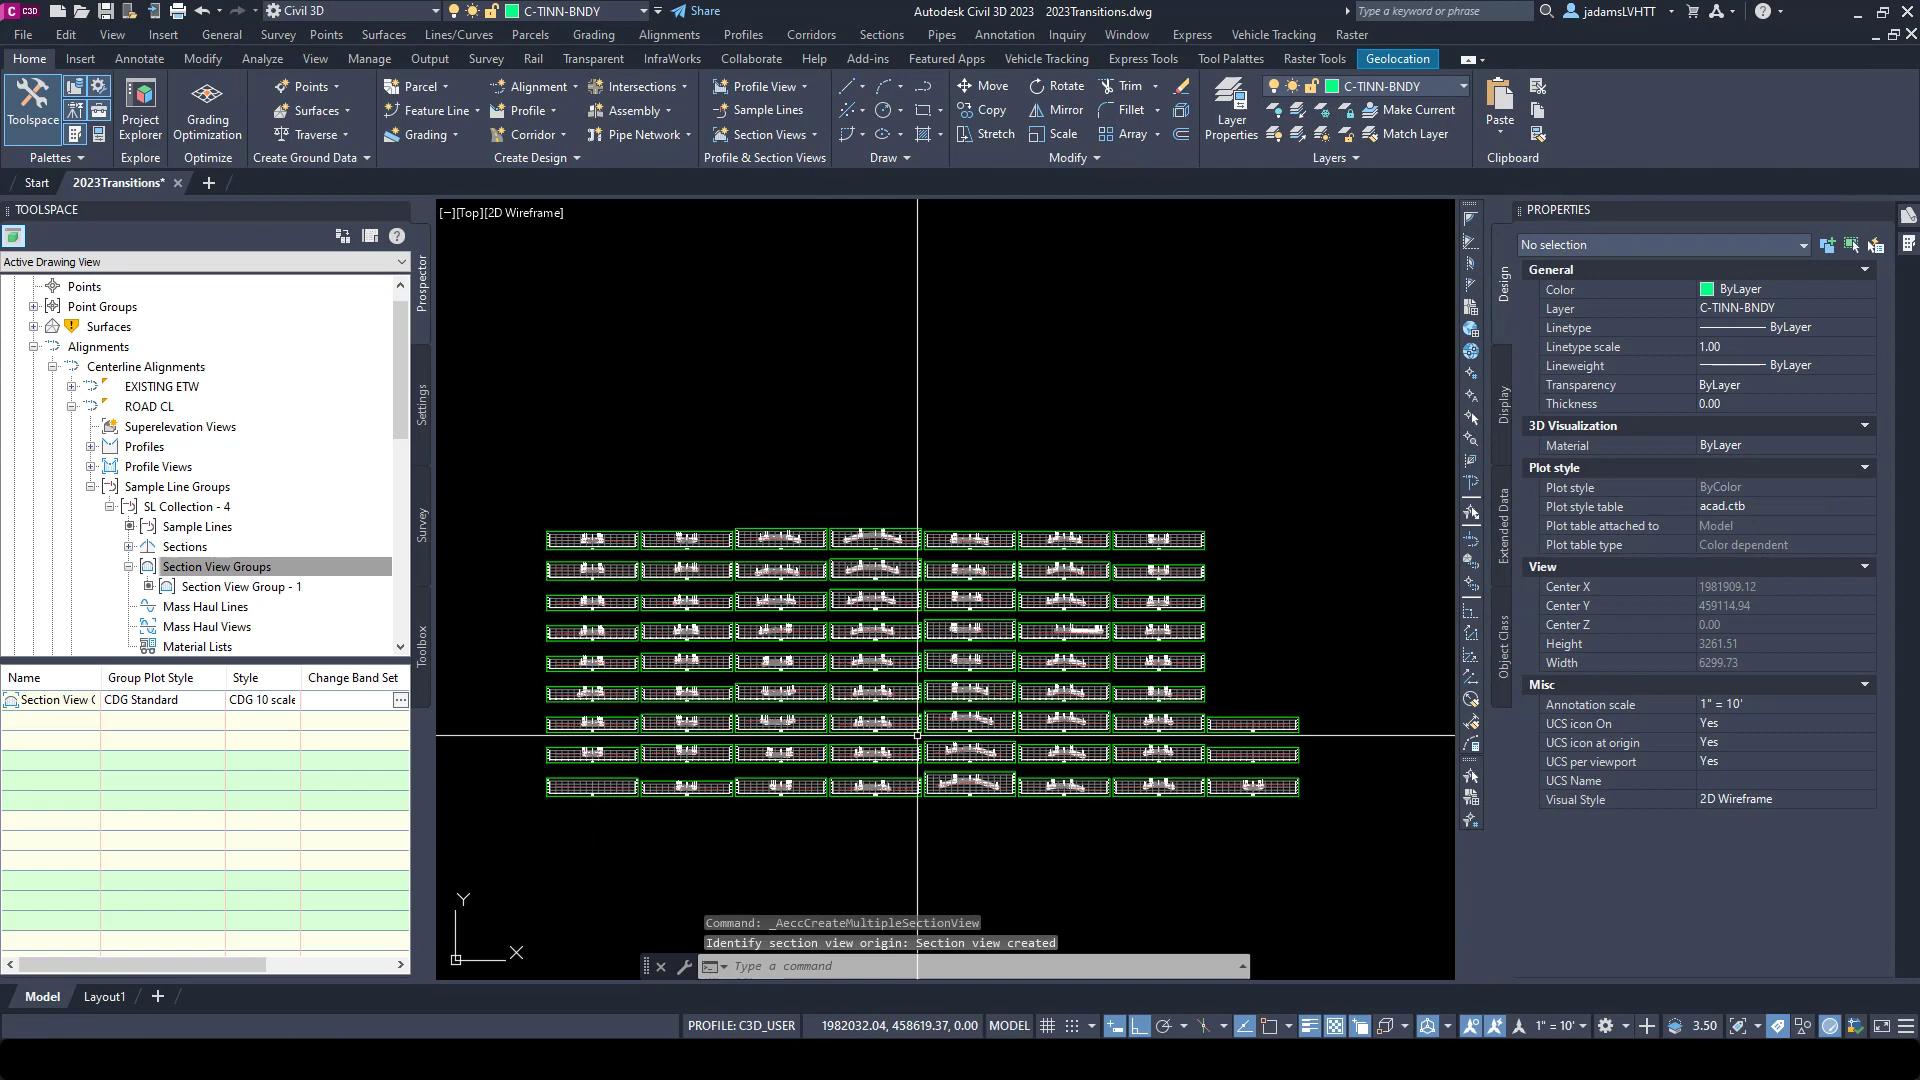 C3D
Civil 3D
C-TINN-BNDY
Share
Autodesk Civil 3D 2023 2023Transitions.dwg
Type a keyword or phrase
jadamsLVHTT
File Edit View Insert General Survey Points Surfaces Lines/Curves Parcels Grading Alignments Profiles Corridors Sections Pipes Annotation Inquiry Window Express Vehicle Tracking Raster
Home Insert Annotate Modify Analyze View Manage Output Survey Rail Transparent InfraWorks Collaborate Help Add-ins Featured Apps Vehicle Tracking Express Tools Tool Palettes Raster Tools Geolocation
Points Parcel Alignment Intersections Profile View Move Rotate Trim C-TINN-BNDY
Surfaces Feature Line Profile Assembly Sample Lines Copy Mirror Fillet Make Current
Toolspace Project Explorer Grading Optimization Layer Properties Paste
Traverse Grading Corridor Pipe Network Section Views Stretch Scale Array Match Layer
Palettes Explore Optimize Create Ground Data Create Design Profile & Section Views Draw Modify Layers Clipboard
Start 2023Transitions*
TOOLSPACE
Active Drawing View
Points
Point Groups
Surfaces
Alignments
Centerline Alignments
EXISTING ETW
ROAD CL
Superelevation Views
Profiles
Profile Views
Sample Line Groups
SL Collection - 4
Sample Lines
Sections
Section View Groups
Section View Group - 1
Mass Haul Lines
Mass Haul Views
Material Lists
Prospector
Settings
Survey
Toolbox
Name Group Plot Style Style Change Band Set
Section View G CDG Standard CDG 10 scale
[−][Top][2D Wireframe]
Y
X
Command: _AeccCreateMultipleSectionView
Identify section view origin: Section view created
Type a command
PROPERTIES
No selection
Design
Display
Extended Data
Object Class
General
Color ByLayer
Layer C-TINN-BNDY
Linetype ByLayer
Linetype scale 1.00
Lineweight ByLayer
Transparency ByLayer
Thickness 0.00
3D Visualization
Material ByLayer
Plot style
Plot style ByColor
Plot style table acad.ctb
Plot table attached to Model
Plot table type Color dependent
View
Center X 1981909.12
Center Y 459114.94
Center Z 0.00
Height 3261.51
Width 6299.73
Misc
Annotation scale 1" = 10'
UCS icon On Yes
UCS icon at origin Yes
UCS per viewport Yes
UCS Name
Visual Style 2D Wireframe
Model Layout1
PROFILE: C3D_USER 1982032.04, 458619.37, 0.00 MODEL 1" = 10' 3.50